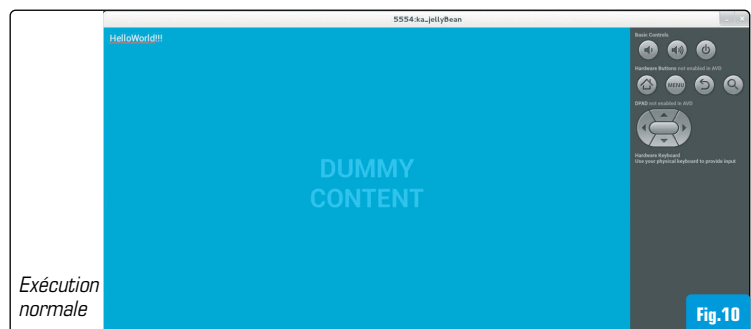 5554:ka_jellyBean
HelloWorld!!!
DUMMY
CONTENT
Basic Controls
Hardware Buttons not enabled in AVD
MENU
DPAD not enabled in AVD
Hardware Keyboard
Use your physical keyboard to provide input
Exécution
normale
Fig.10